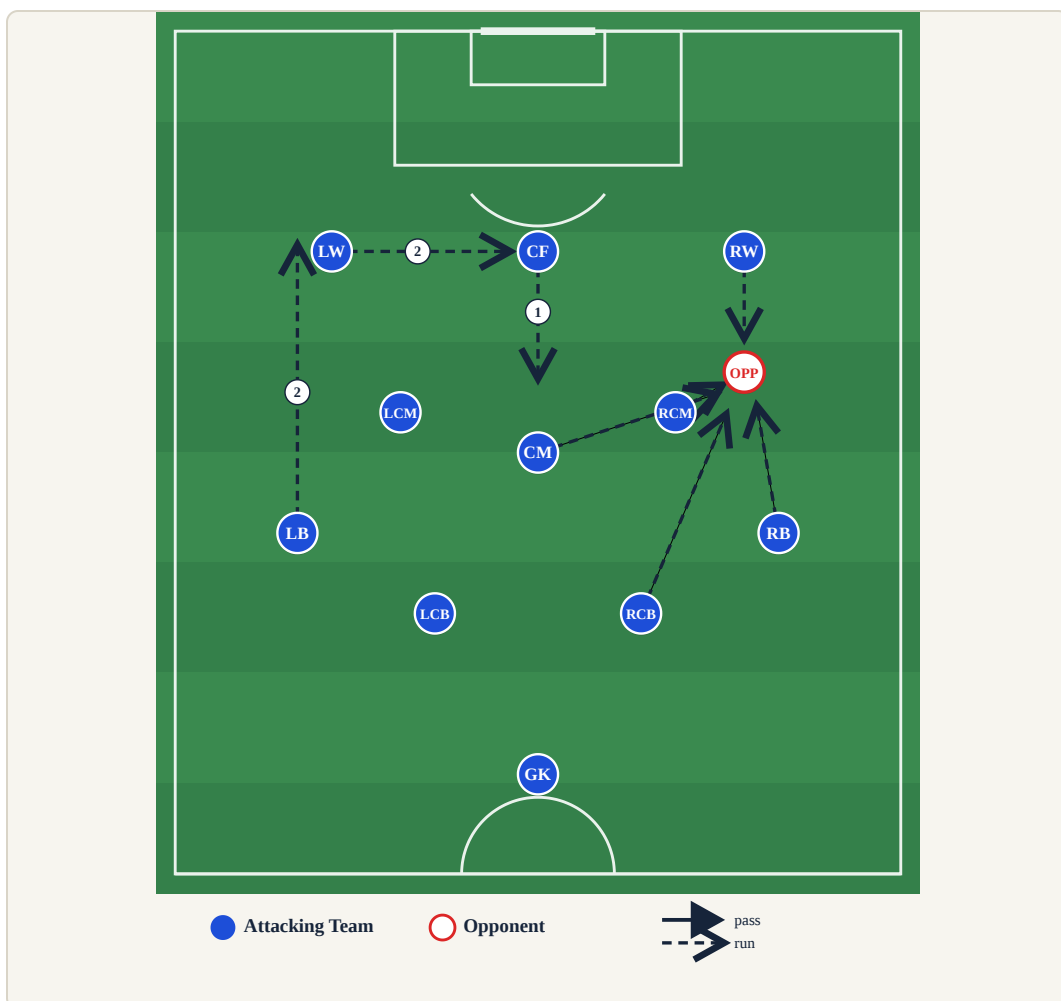 LW
2
CF
RW
1
OPP
2
LCM
RCM
CM
LB
RB
LCB
RCB
GK
Attacking Team
Opponent
pass
run